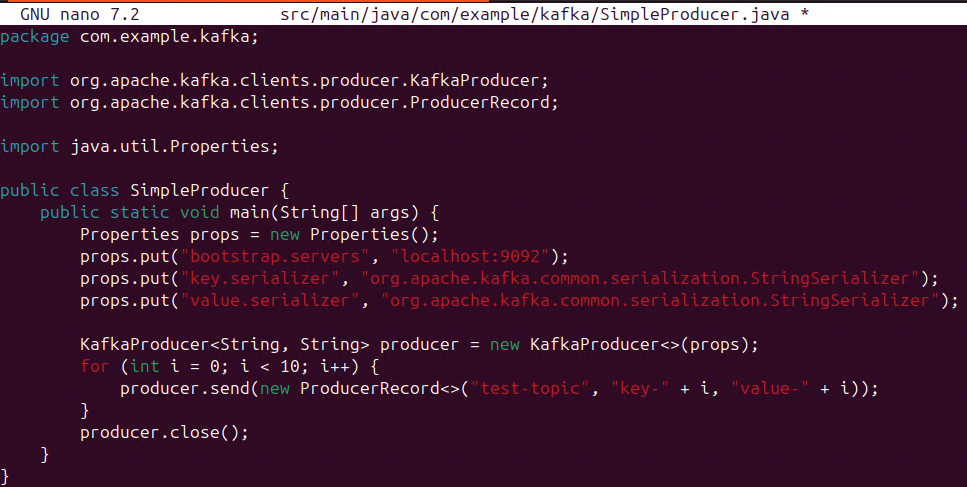 GNU nano 7.2 src/main/java/com/example/kafka/SimpleProducer.java *
package com.example.kafka;
import org.apache.kafka.clients.producer.KafkaProducer;
import org.apache.kafka.clients.producer.ProducerRecord;
import java.util.Properties;
public class SimpleProducer {
    public static void main(String[] args) {
        Properties props = new Properties();
        props.put("bootstrap.servers", "localhost:9092");
        props.put("key.serializer", "org.apache.kafka.common.serialization.StringSerializer");
        props.put("value.serializer", "org.apache.kafka.common.serialization.StringSerializer");
        KafkaProducer<String, String> producer = new KafkaProducer<>(props);
        for (int i = 0; i < 10; i++) {
            producer.send(new ProducerRecord<>("test-topic", "key-" + i, "value-" + i));
        }
        producer.close();
    }
}